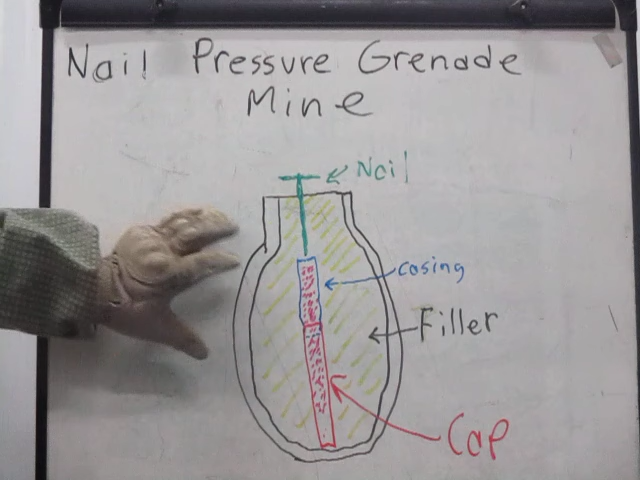 Nail Pressure Grenade
Mine
Nail
casing
Filler
Cap